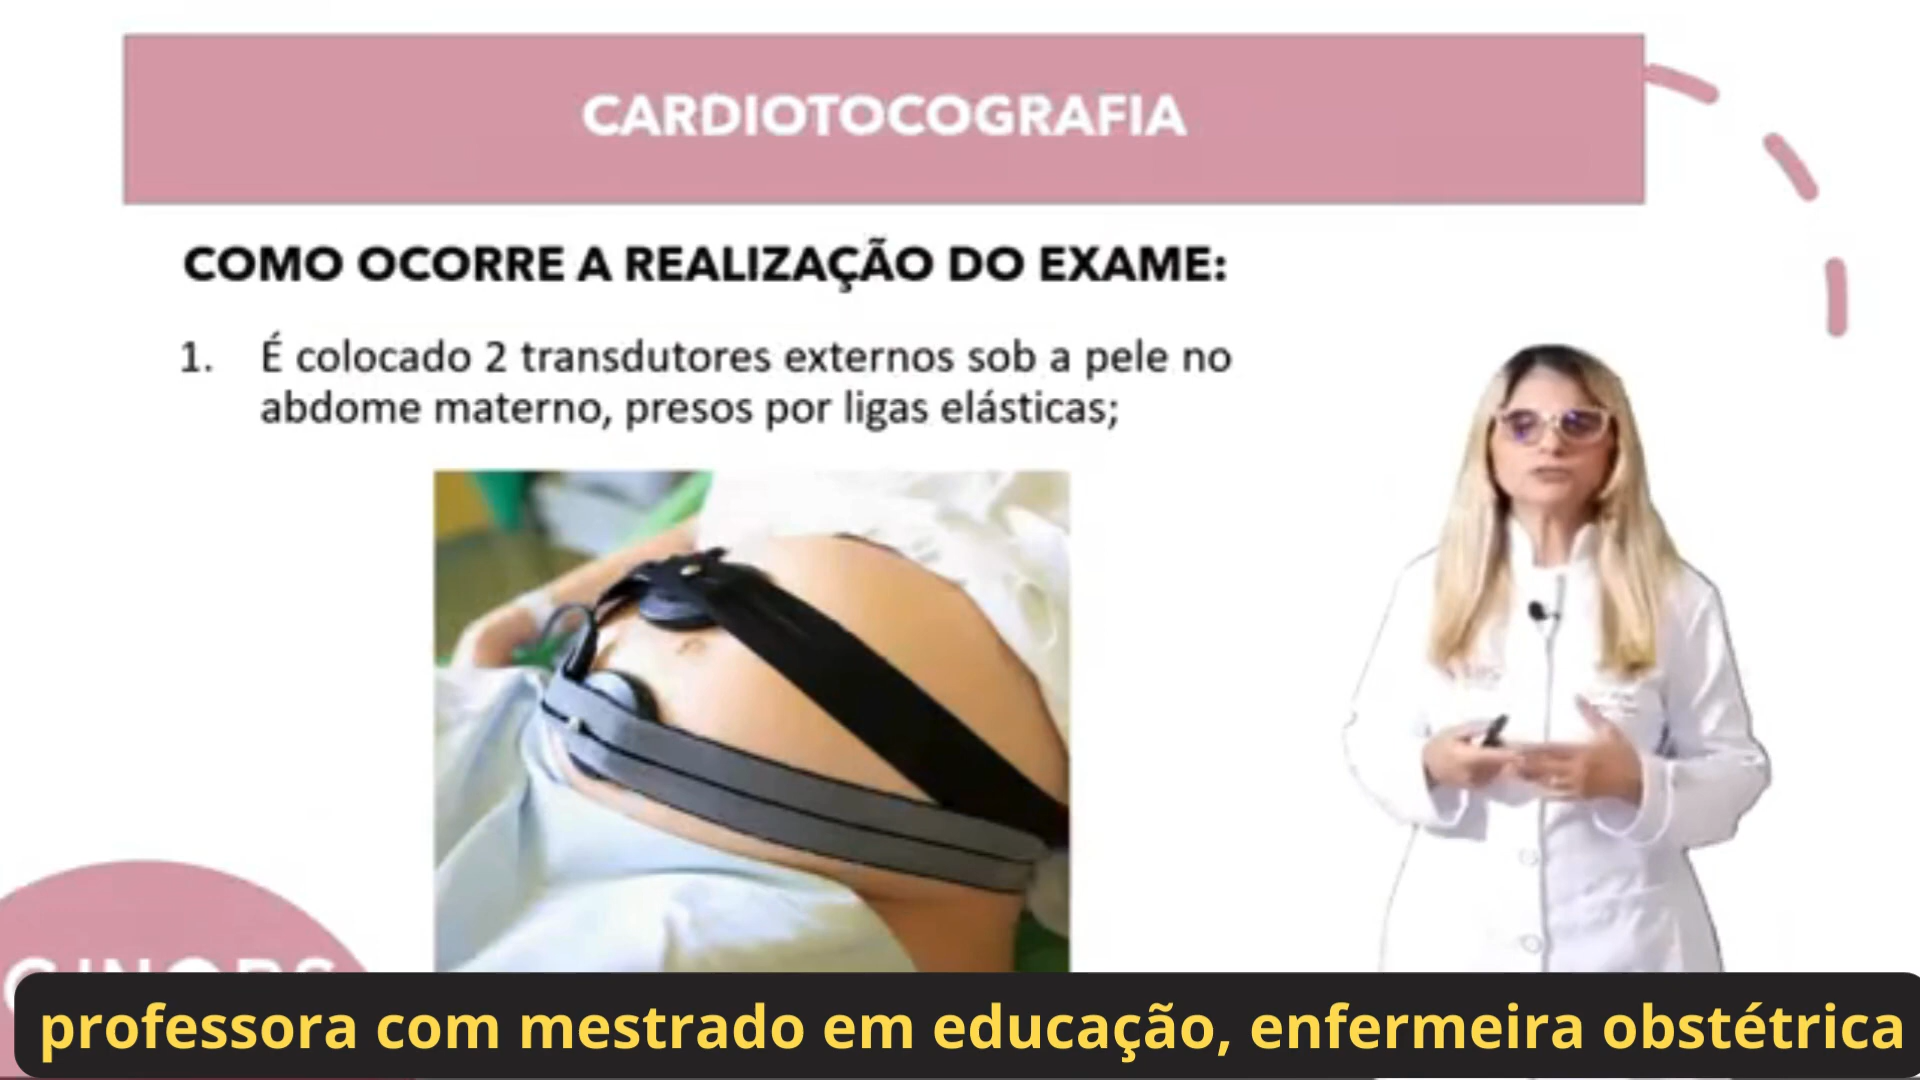 CARDIOTOCOGRAFIA
COMO OCORRE A REALIZAÇÃO DO EXAME:
1. É colocado 2 transdutores externos sob a pele no
abdome materno, presos por ligas elásticas;
professora com mestrado em educação, enfermeira obstétrica